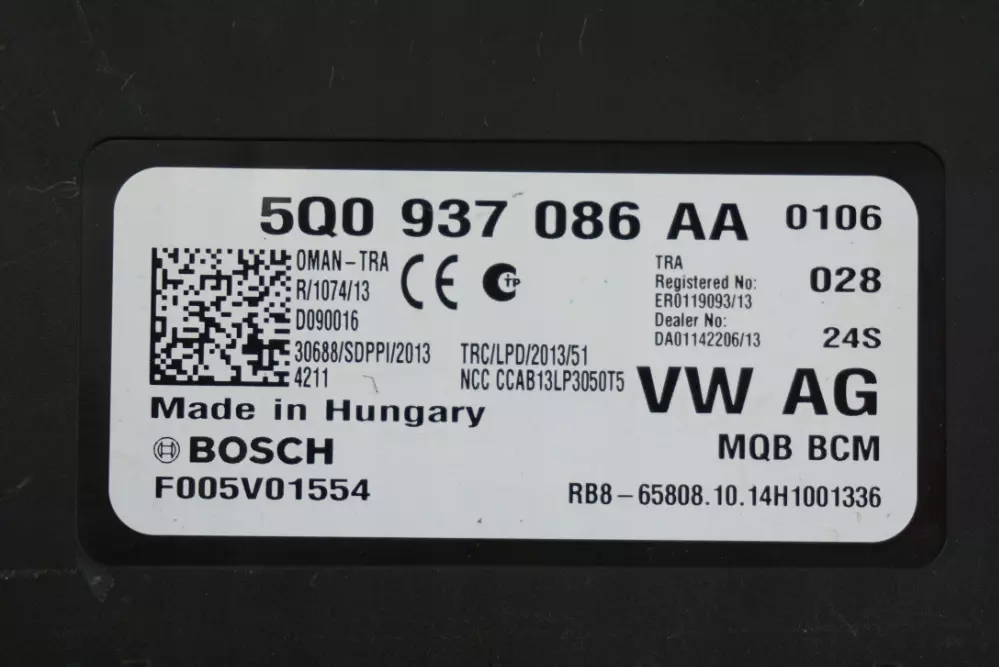 5Q0 937 086 AA 0106
OMAN-TRA
R/1074/13
D090016
30688/SDPPI/2013
4211
CE
TP
TRC/LPD/2013/51
NCC CCAB13LP3050T5
TRA
Registered No:
ER0119093/13
Dealer No:
DA01142206/13
028
24S
VW AG
MQB BCM
Made in Hungary
BOSCH
F005V01554
RB8-65808.10.14H1001336